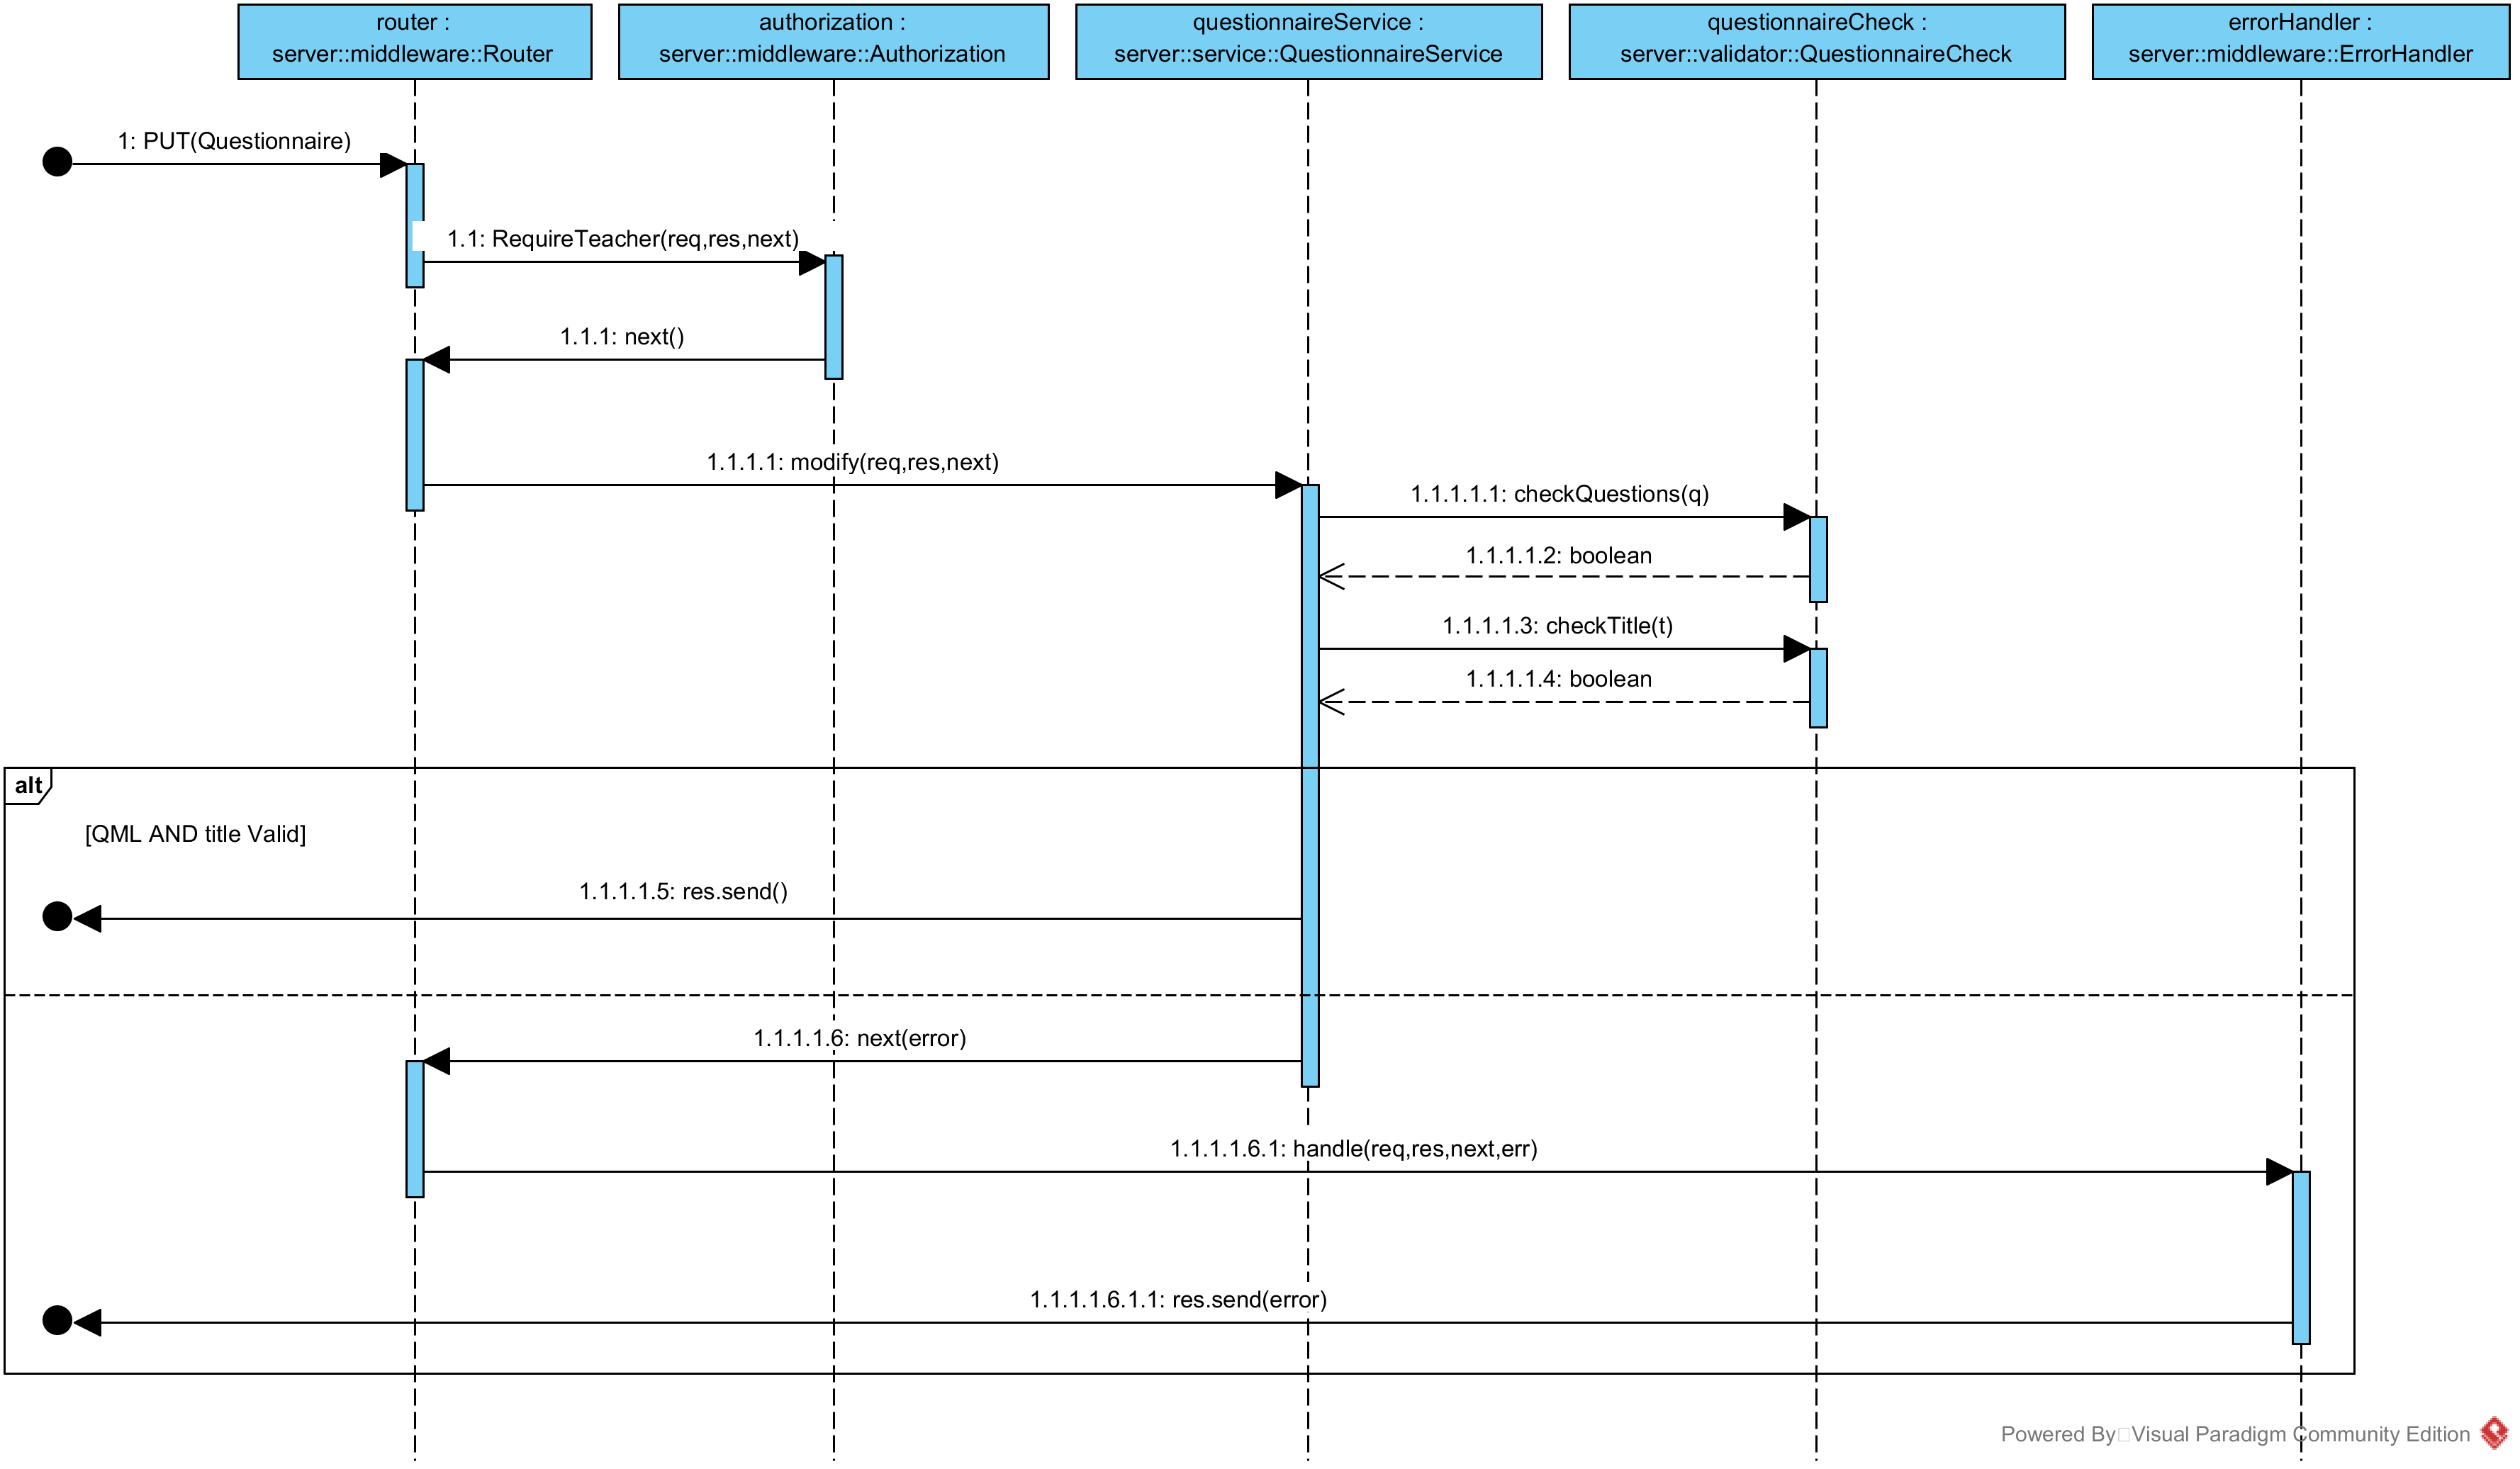 router :
server::middleware::Router
authorization :
server::middleware::Authorization
questionnaireService :
server::service::QuestionnaireService
questionnaireCheck :
server::validator::QuestionnaireCheck
errorHandler :
server::middleware::ErrorHandler
1: PUT(Questionnaire)
1.1: RequireTeacher(req,res,next)
1.1.1: next()
1.1.1.1: modify(req,res,next)
1.1.1.1.1: checkQuestions(q)
1.1.1.1.2: boolean
1.1.1.1.3: checkTitle(t)
1.1.1.1.4: boolean
alt
[QML AND title Valid]
1.1.1.1.5: res.send()
1.1.1.1.6: next(error)
1.1.1.1.6.1: handle(req,res,next,err)
1.1.1.1.6.1.1: res.send(error)
Powered By Visual Paradigm Community Edition